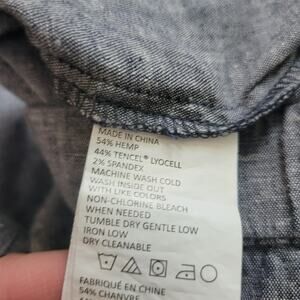 MADE IN CHINA
54% HEMP
44% TENCEL® LYOCELL
2% SPANDEX
MACHINE WASH COLD
WASH INSIDE OUT
WITH LIKE COLORS
NON-CHLORINE BLEACH
WHEN NEEDED
TUMBLE DRY GENTLE LOW
IRON LOW
DRY CLEANABLE
FABRIQUÉ EN CHINE
54% CHANVRE